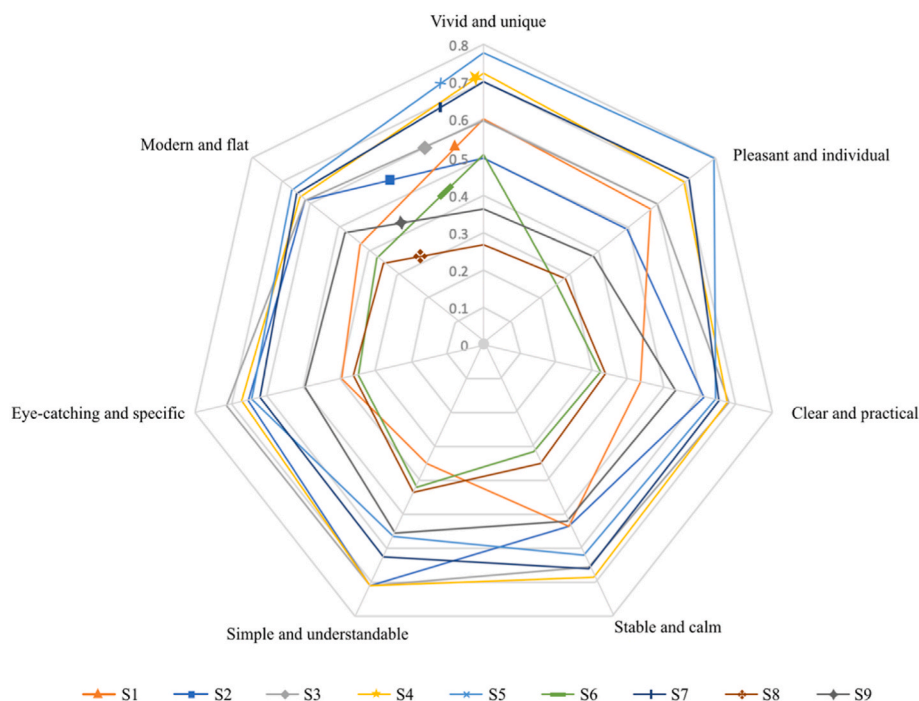 Vivid and unique
0.8
0.7
0.6
0.5
0.4
0.3
0.2
0.1
0
Modern and flat
Pleasant and individual
Eye-catching and specific
Clear and practical
Simple and understandable
Stable and calm
S1 S2 S3 S4 S5 S6 S7 S8 S9